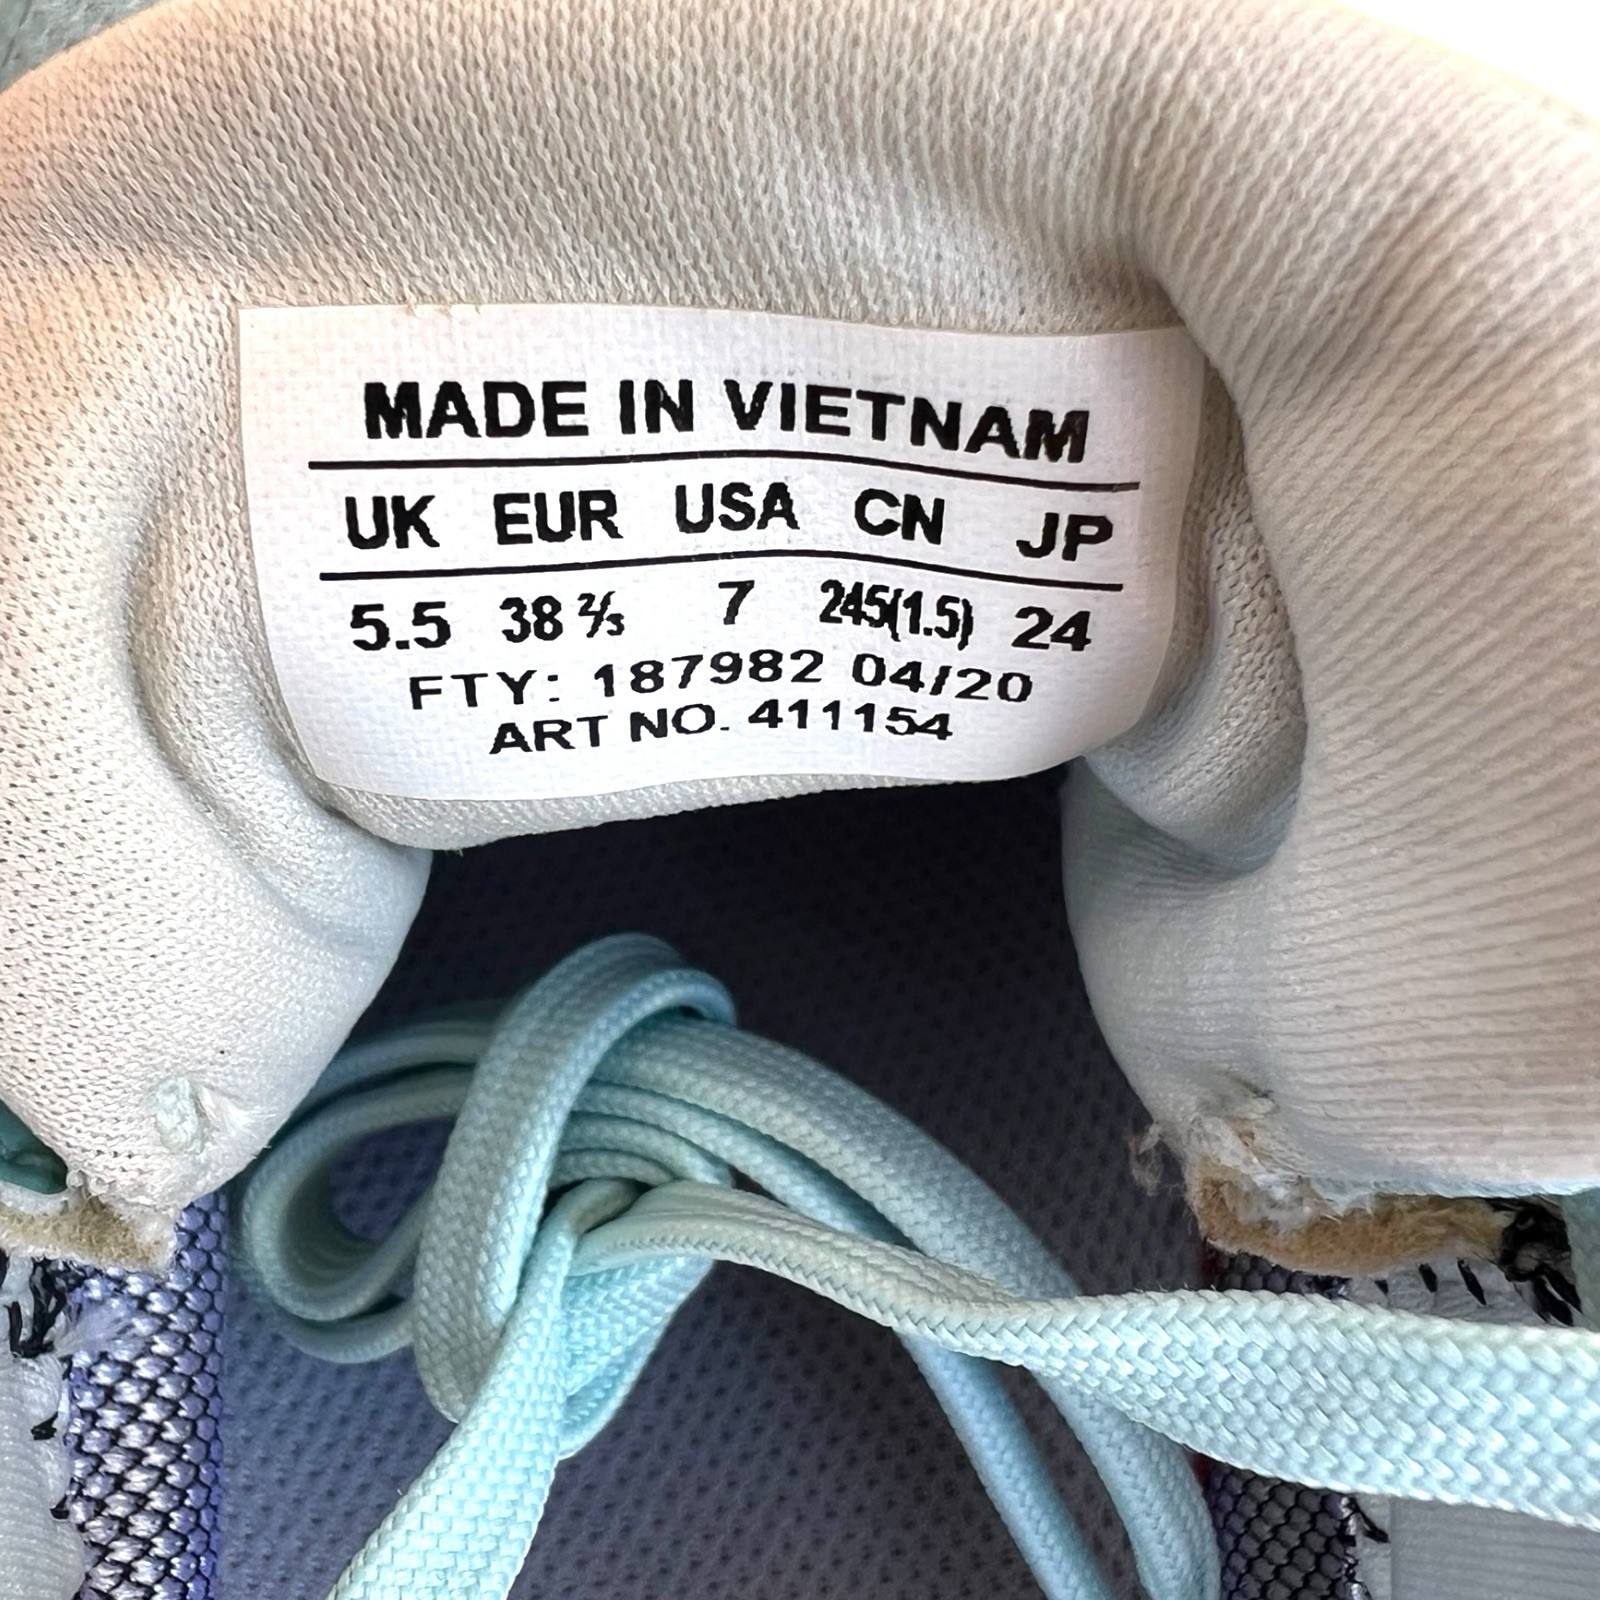 MADE IN VIETNAM
UK EUR USA CN JP
5.5 38 ⅔ 7 245(1.5) 24
FTY: 187982 04/20
ART NO. 411154